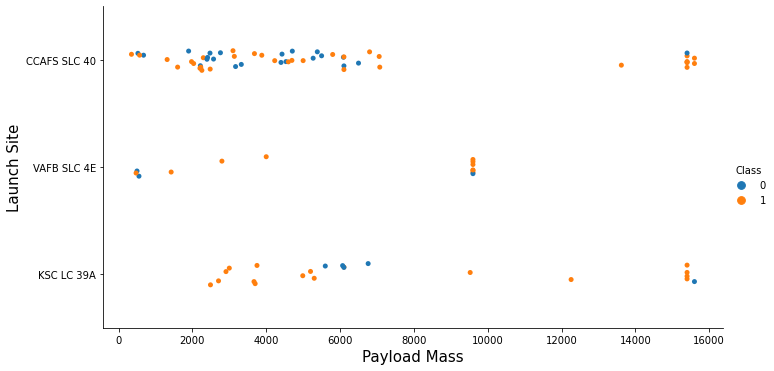 CCAFS SLC 40
VAFB SLC 4E
KSC LC 39A
Launch Site
0 2000 4000 6000 8000 10000 12000 14000 16000
Payload Mass
Class
0
1